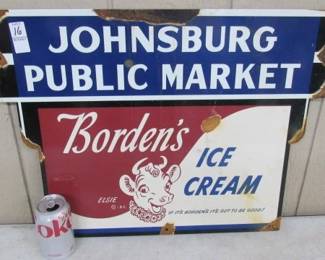 16
JOHNSBURG
PUBLIC MARKET
Borden's
ICE
CREAM
ELSIE
IF IT'S BORDEN'S IT'S GOT TO BE GOOD!
coke